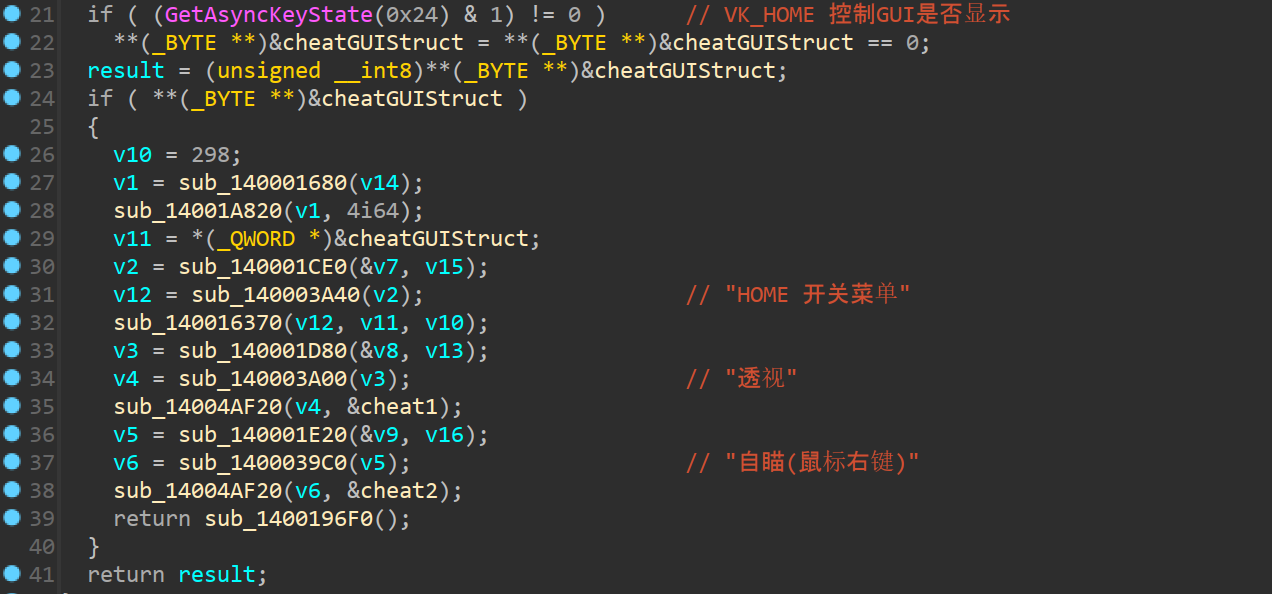 21 if ( (GetAsyncKeyState(0x24) & 1) != 0 ) // VK_HOME 控制GUI是否显示
22 **(_BYTE **)&cheatGUIStruct = **(_BYTE **)&cheatGUIStruct == 0;
23 result = (unsigned __int8)**(_BYTE **)&cheatGUIStruct;
24 if ( **(_BYTE **)&cheatGUIStruct )
25 {
26 v10 = 298;
27 v1 = sub_140001680(v14);
28 sub_14001A820(v1, 4i64);
29 v11 = *(_QWORD *)&cheatGUIStruct;
30 v2 = sub_140001CE0(&v7, v15);
31 v12 = sub_140003A40(v2); // "HOME 开关菜单"
32 sub_140016370(v12, v11, v10);
33 v3 = sub_140001D80(&v8, v13);
34 v4 = sub_140003A00(v3); // "透视"
35 sub_14004AF20(v4, &cheat1);
36 v5 = sub_140001E20(&v9, v16);
37 v6 = sub_1400039C0(v5); // "自瞄(鼠标右键)"
38 sub_14004AF20(v6, &cheat2);
39 return sub_1400196F0();
40 }
41 return result;